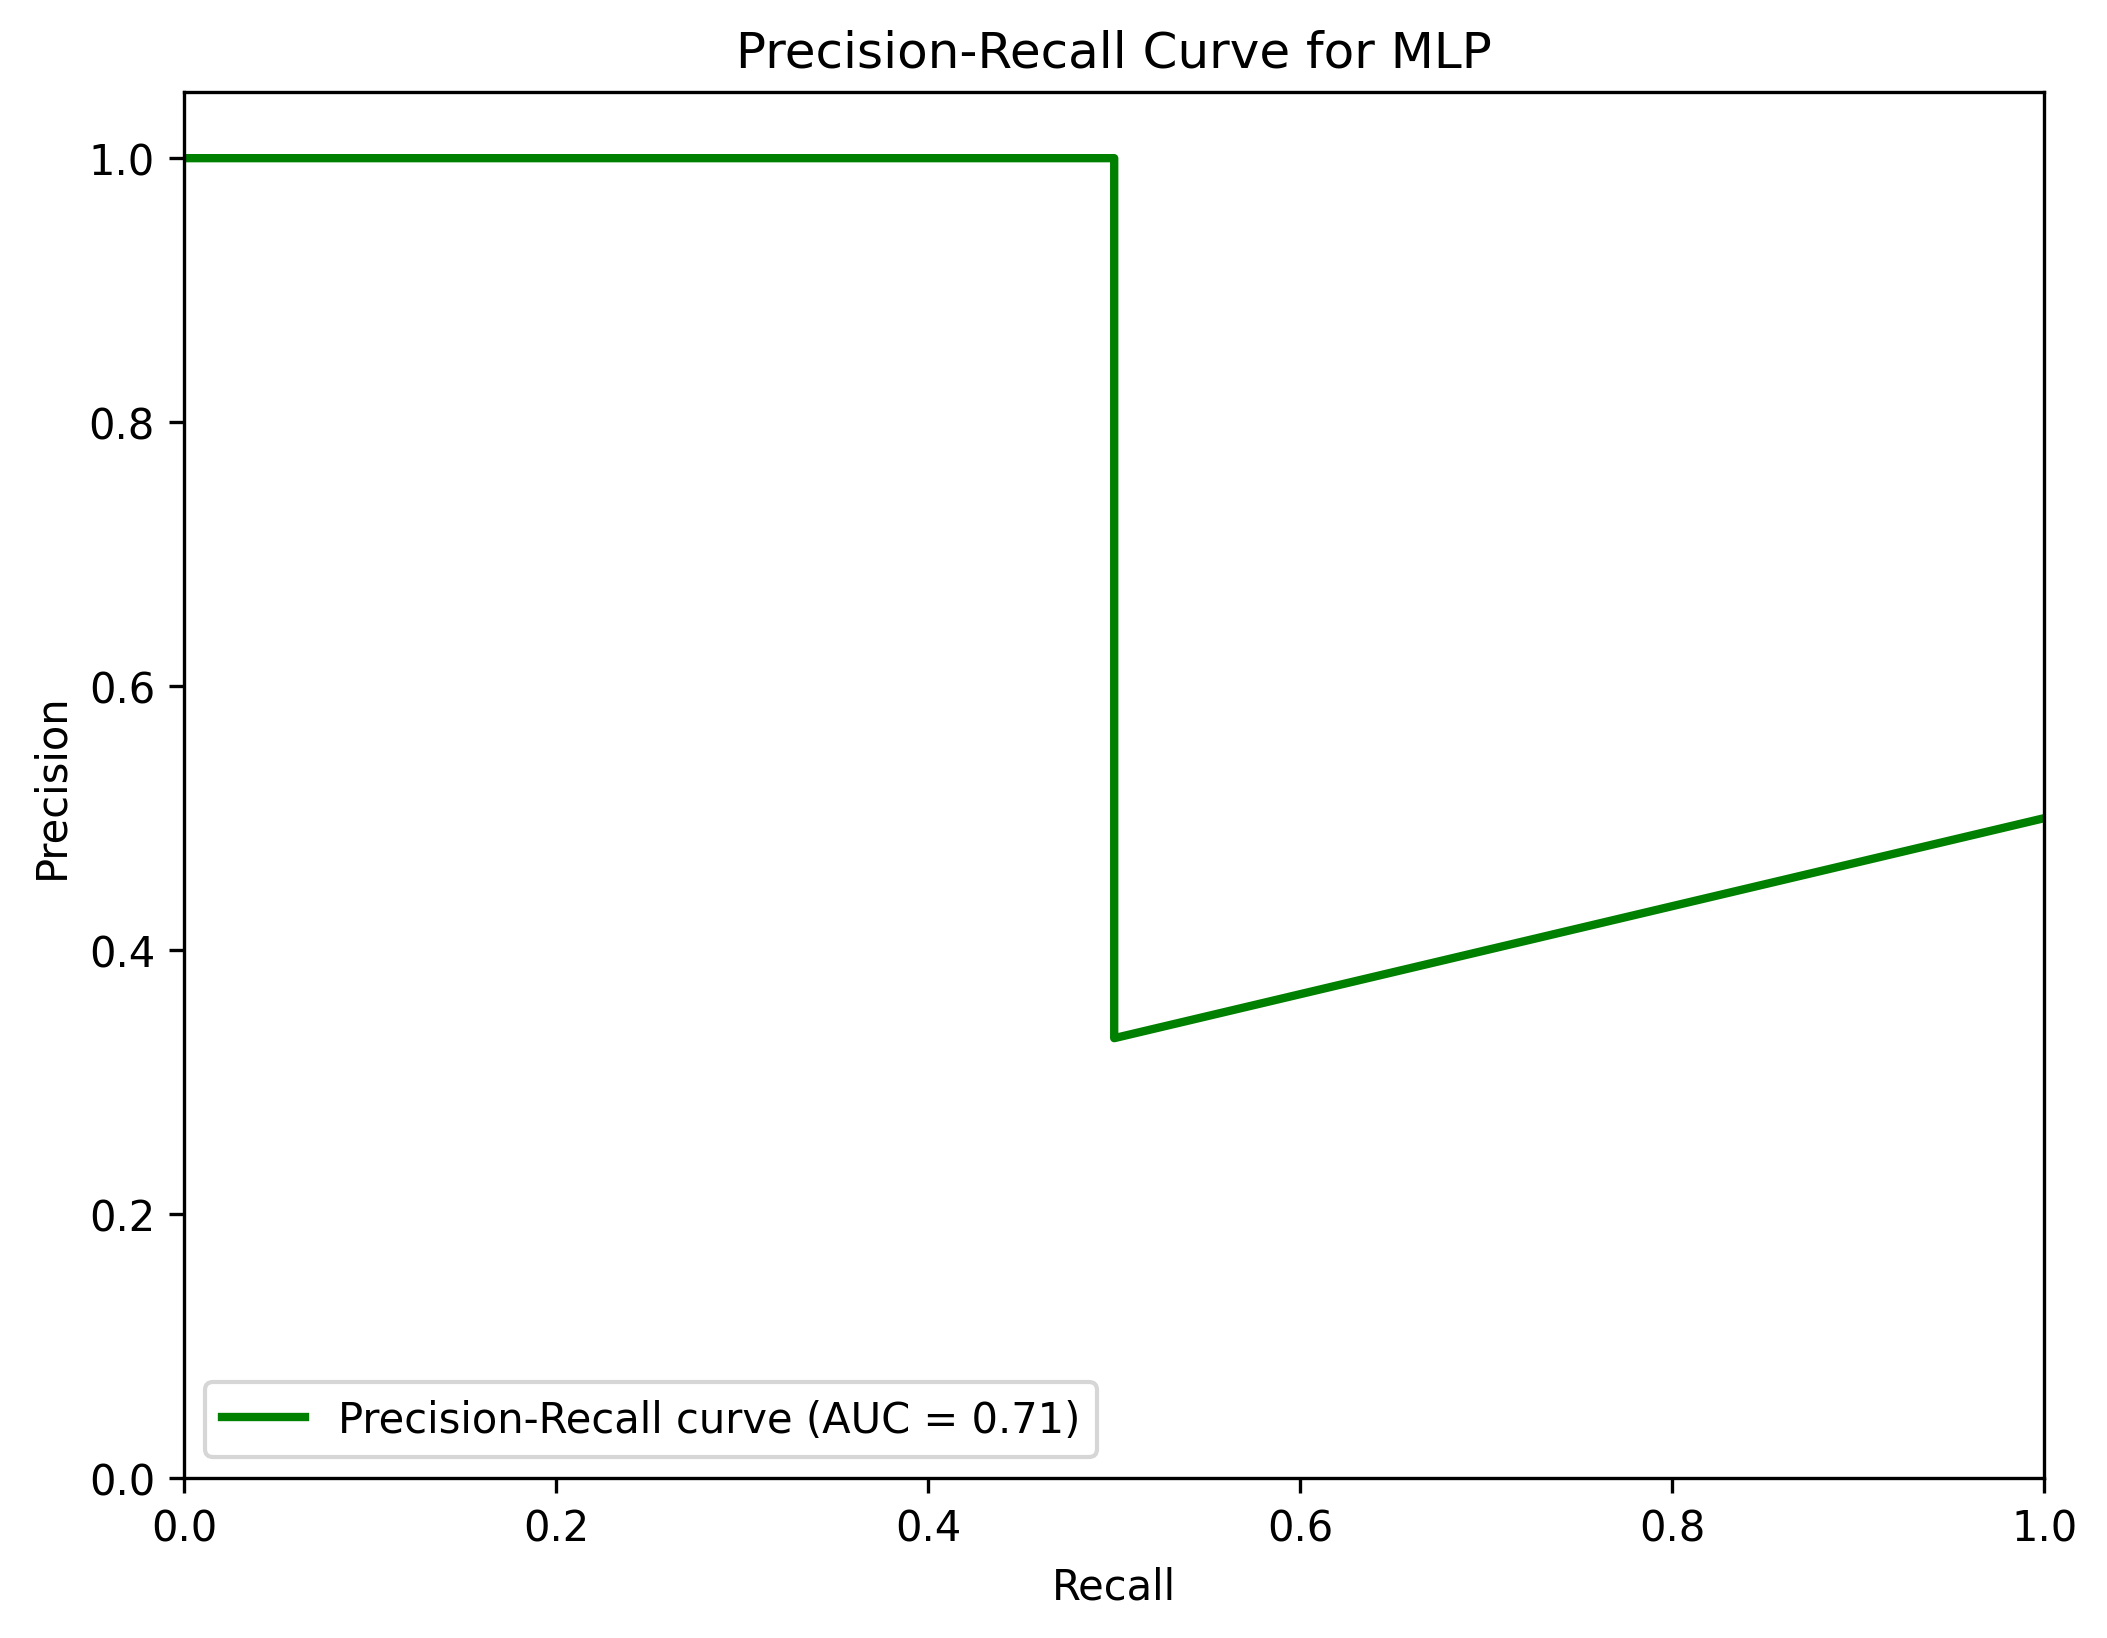 Precision-Recall Curve for MLP
1.0
0.8
0.6
0.4
0.2
0.0
Precision
Precision-Recall curve (AUC = 0.71)
0.0 0.2 0.4 0.6 0.8 1.0
Recall